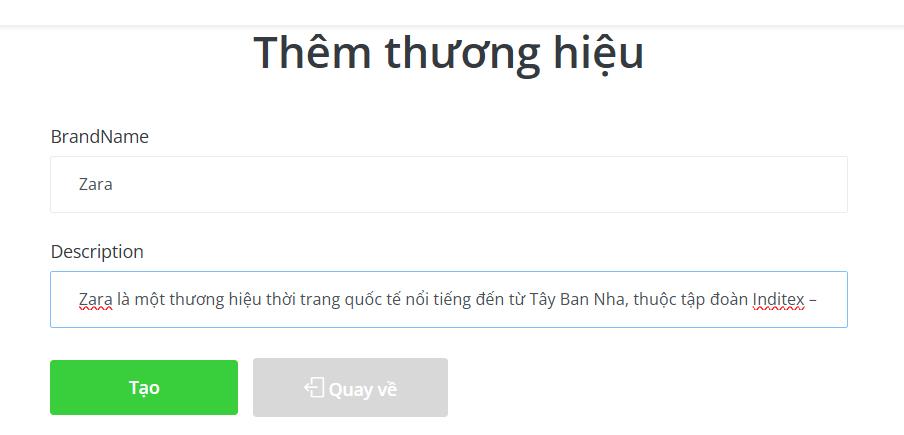 Thêm thương hiệu
BrandName
Zara
Description
Zara là một thương hiệu thời trang quốc tế nổi tiếng đến từ Tây Ban Nha, thuộc tập đoàn Inditex –
Tạo
Quay về